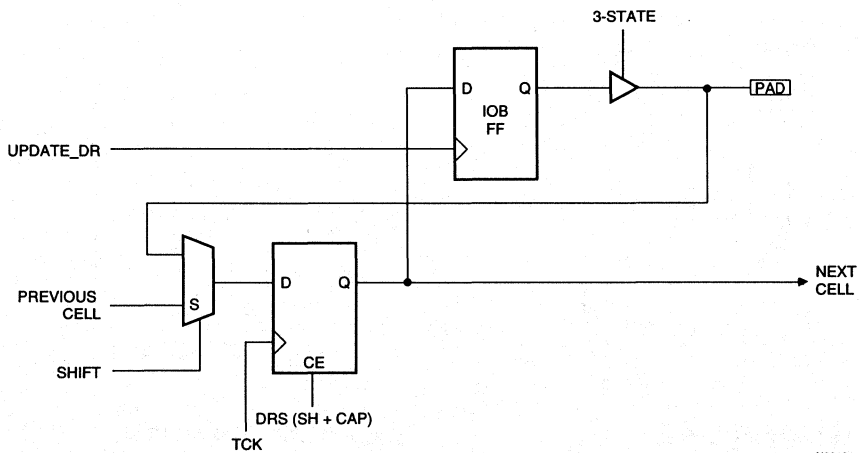 3-STATE
D
Q
IOB
FF
PAD
UPDATE_DR
D
Q
NEXT
CELL
PREVIOUS
CELL
S
SHIFT
CE
DRS (SH + CAP)
TCK